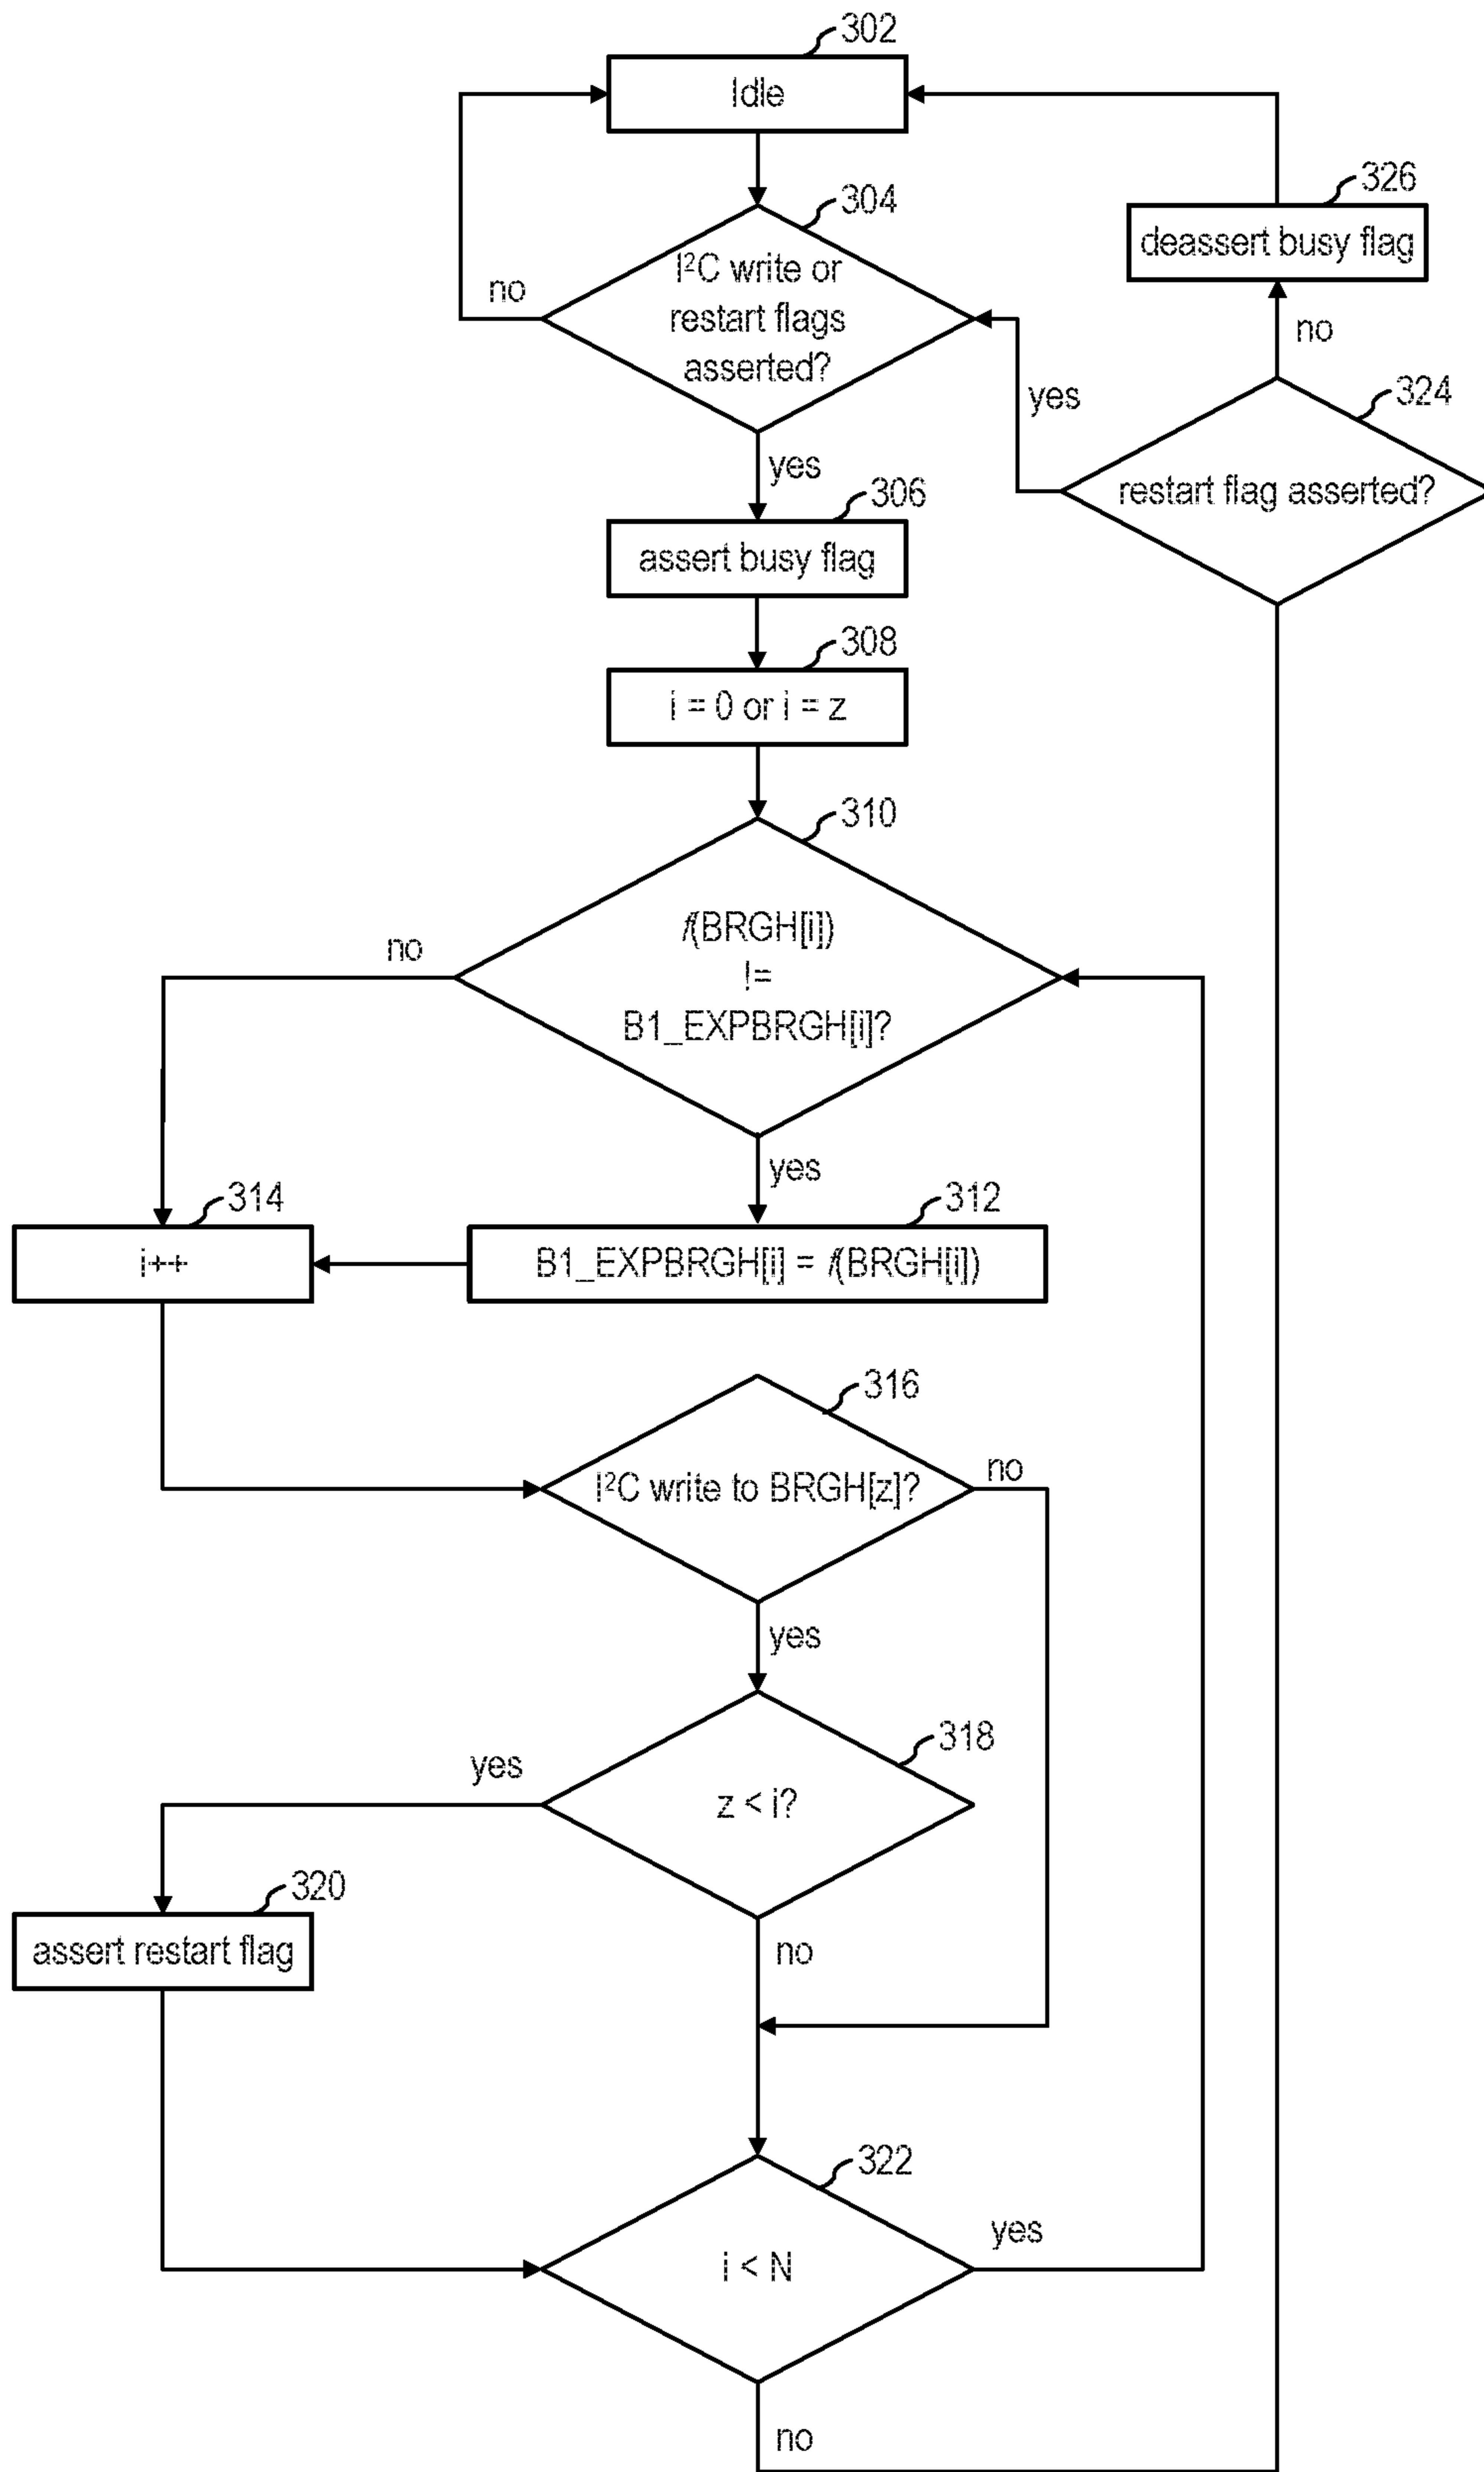 302
Idle
304
I²C write or
restart flags
asserted?
no
yes
326
deassert busy flag
no
324
restart flag asserted?
yes
306
assert busy flag
308
i = 0 or i = z
310
f(BRGH[i])
!=
B1_EXPBRGH[i]?
no
yes
314
i++
312
B1_EXPBRGH[i] = f(BRGH[i])
316
I²C write to BRGH[z]?
no
yes
318
z < i?
yes
no
320
assert restart flag
322
i < N
yes
no